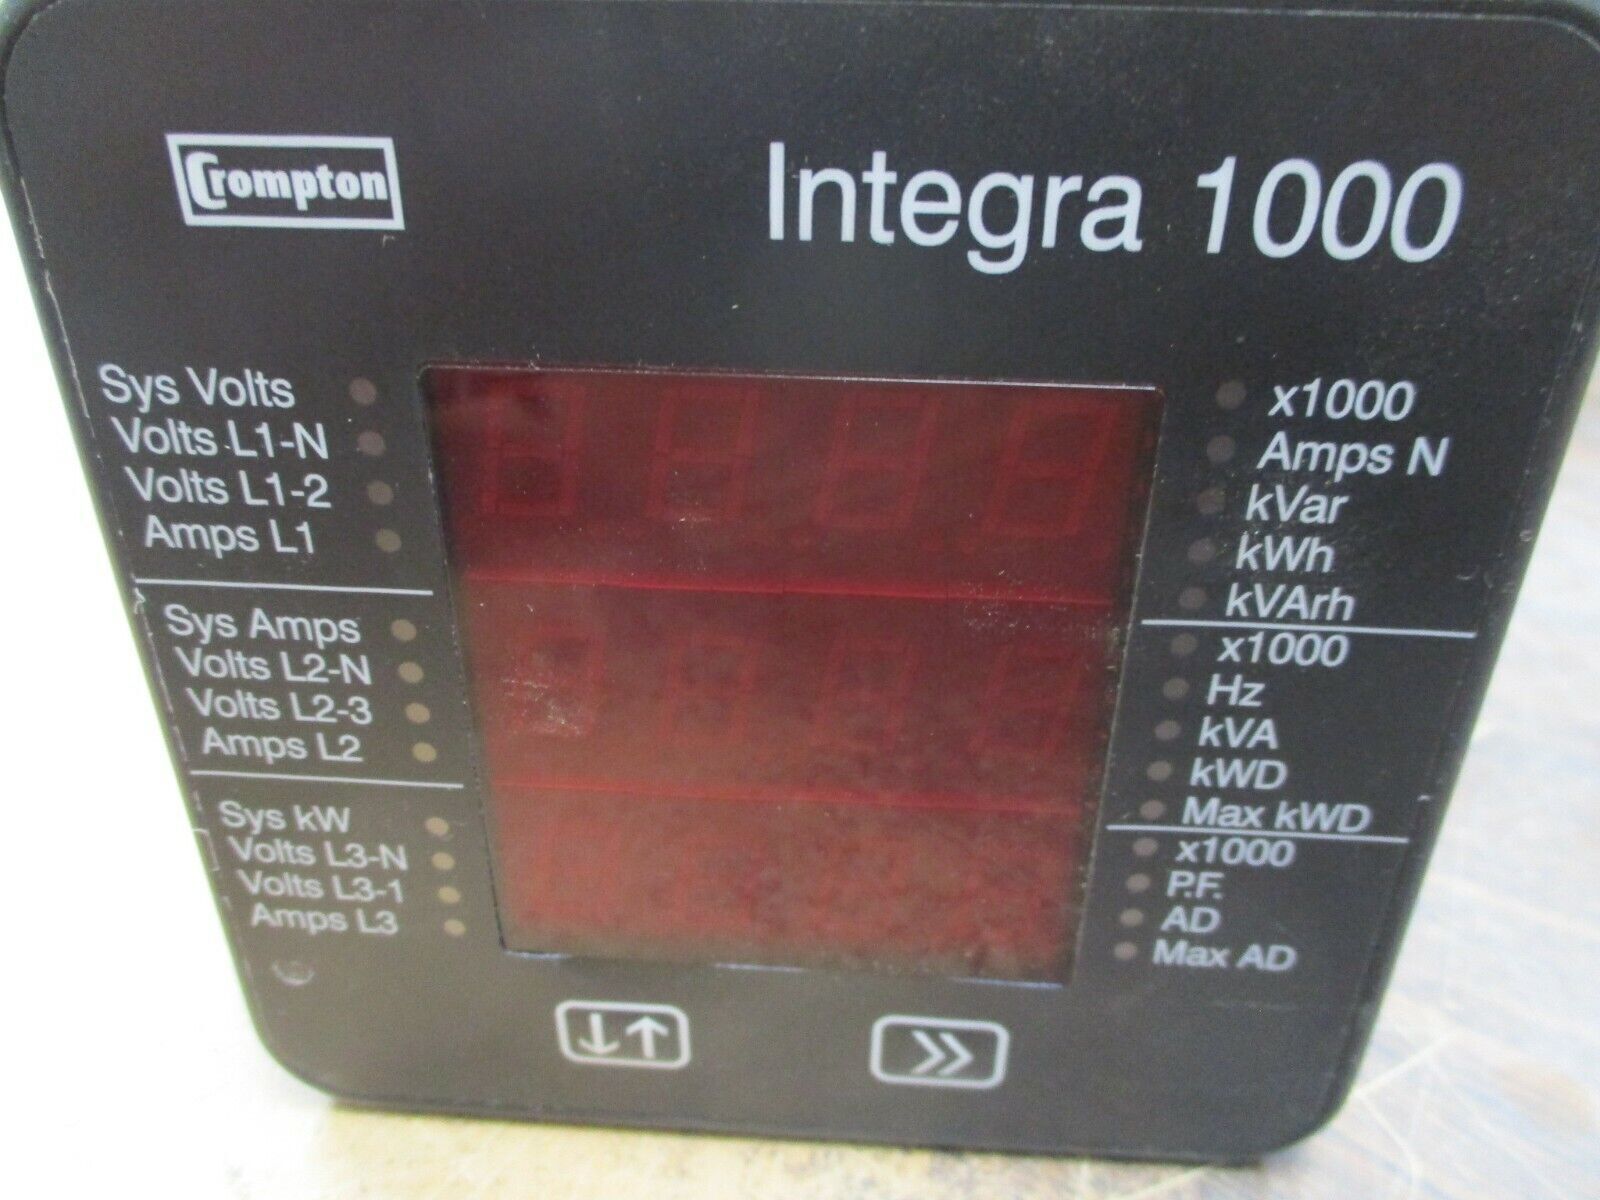 Crompton
Integra 1000
Sys Volts
Volts L1-N
Volts L1-2
Amps L1
Sys Amps
Volts L2-N
Volts L2-3
Amps L2
Sys kW
Volts L3-N
Volts L3-1
Amps L3
x1000
Amps N
kVar
kWh
kVArh
x1000
Hz
kVA
kWD
Max kWD
x1000
P.F.
AD
Max AD